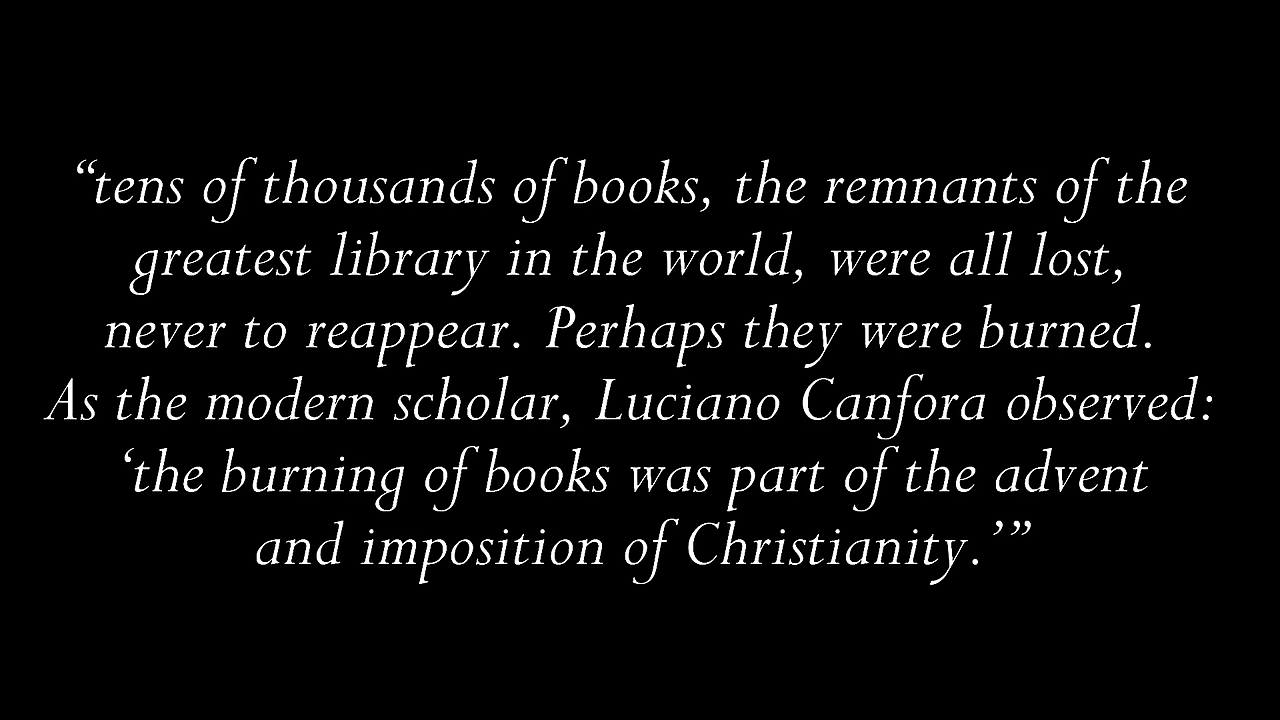 “tens of thousands of books, the remnants of the
greatest library in the world, were all lost,
never to reappear. Perhaps they were burned.
As the modern scholar, Luciano Canfora observed:
‘the burning of books was part of the advent
and imposition of Christianity.’”